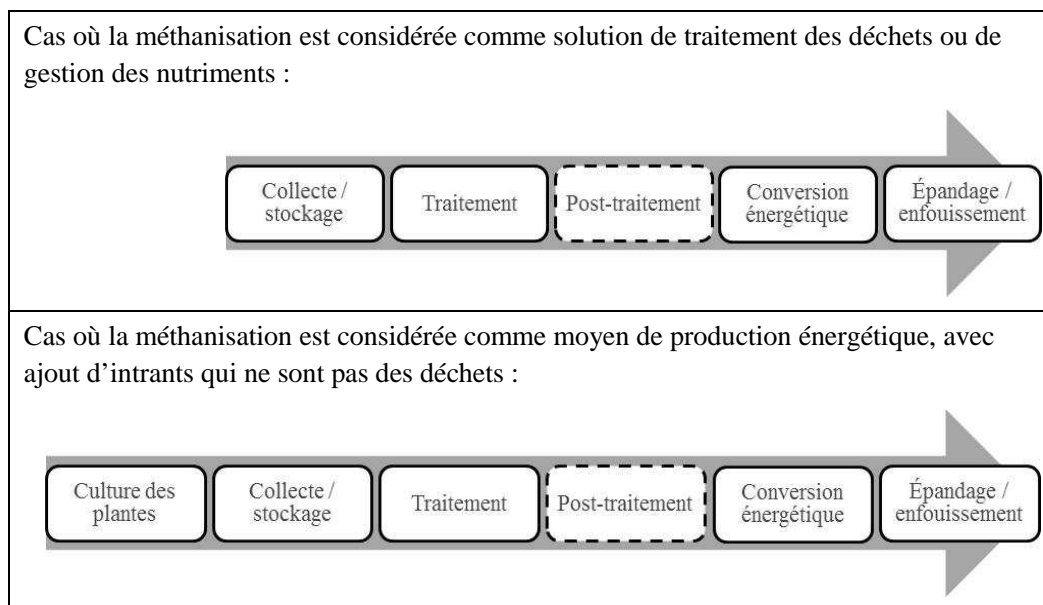 Cas où la méthanisation est considérée comme solution de traitement des déchets ou de
gestion des nutriments :
Collecte /
stockage
Traitement
Post-traitement
Conversion
énergétique
Épandage /
enfouissement
Cas où la méthanisation est considérée comme moyen de production énergétique, avec
ajout d’intrants qui ne sont pas des déchets :
Culture des
plantes
Collecte /
stockage
Traitement
Post-traitement
Conversion
énergétique
Épandage /
enfouissement